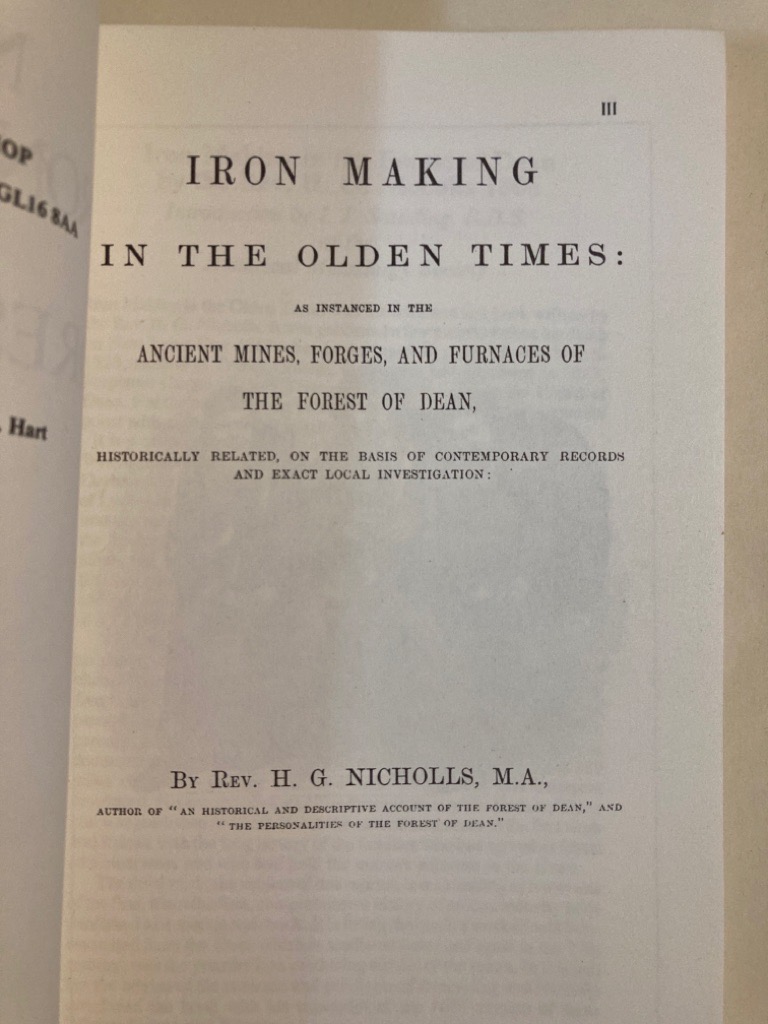 OP
GL16 8AA
Hart
III
IRON MAKING
IN THE OLDEN TIMES:
AS INSTANCED IN THE
ANCIENT MINES, FORGES, AND FURNACES OF
THE FOREST OF DEAN,
HISTORICALLY RELATED, ON THE BASIS OF CONTEMPORARY RECORDS
AND EXACT LOCAL INVESTIGATION:
BY REV. H. G. NICHOLLS, M.A.,
AUTHOR OF "AN HISTORICAL AND DESCRIPTIVE ACCOUNT OF THE FOREST OF DEAN," AND
"THE PERSONALITIES OF THE FOREST OF DEAN."